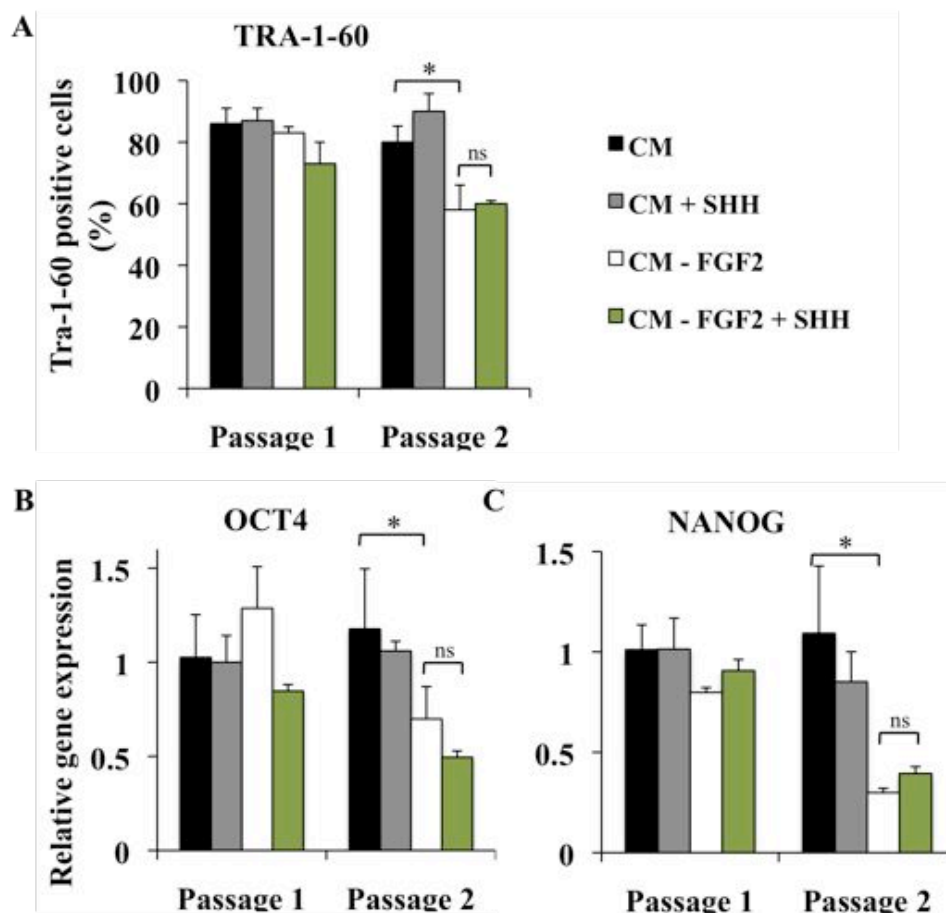 A
TRA-1-60
Tra-1-60 positive cells
(%)
100
80
60
40
20
0
*
ns
Passage 1
Passage 2
CM
CM + SHH
CM - FGF2
CM - FGF2 + SHH
B
OCT4
Relative gene expression
1.5
1
0.5
0
*
ns
Passage 1
Passage 2
C
NANOG
1.5
1
0.5
0
*
ns
Passage 1
Passage 2